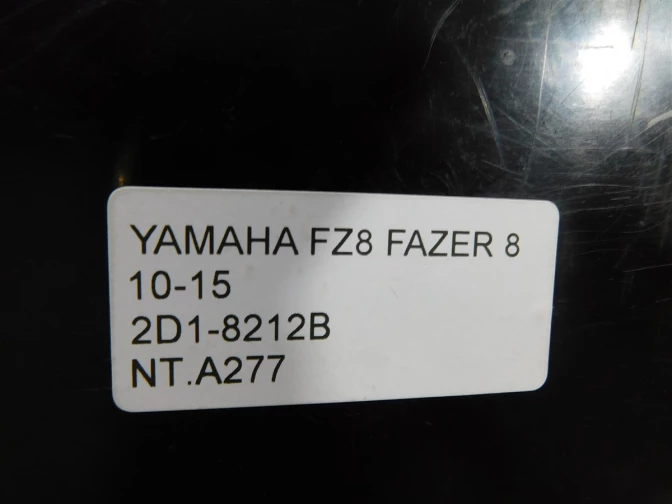 YAMAHA FZ8 FAZER 8
10-15
2D1-8212B
NT.A277